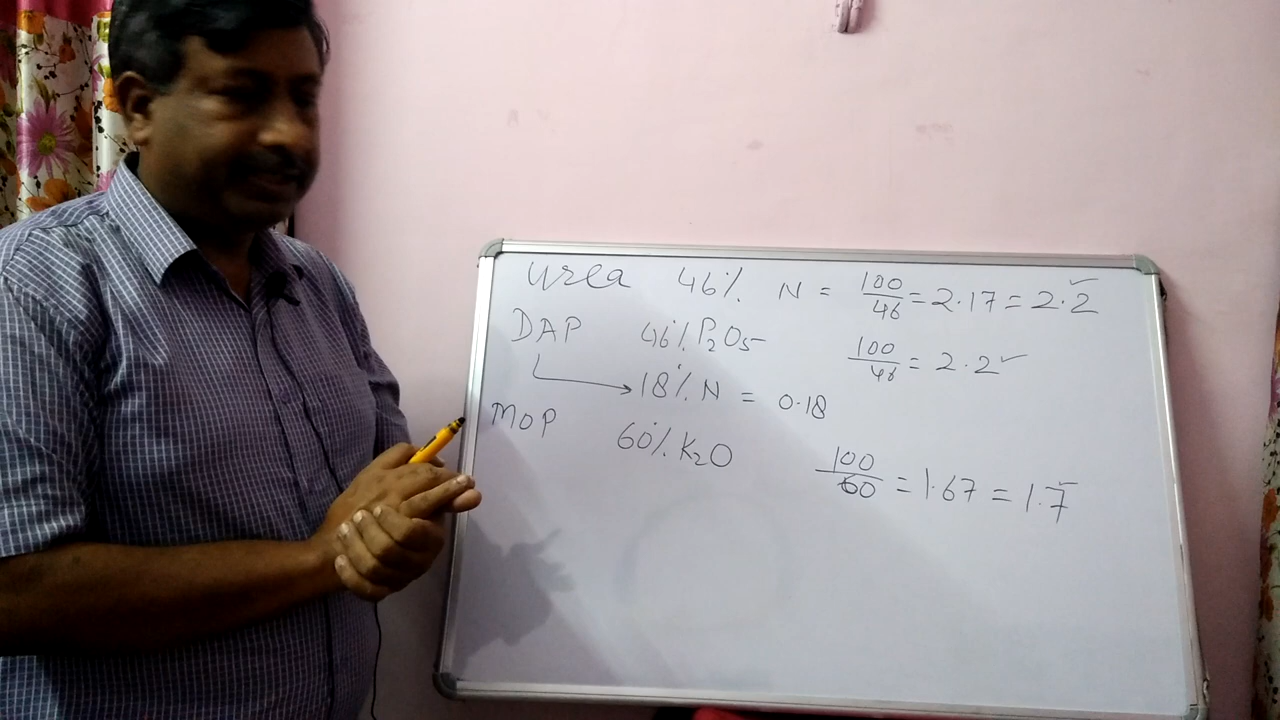 Urea 46% N = 100/46 = 2.17 = 2.2 ✓
DAP 46% P₂O₅ 100/46 = 2.2 ✓
→ 18% N = 0.18
MOP 60% K₂O 100/60 = 1.67 = 1.7 ✓